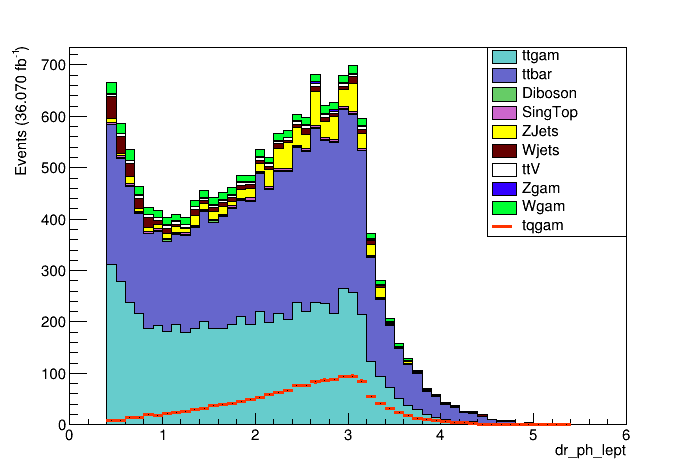 Events (36.070 fb⁻¹)
700
600
500
400
300
200
100
0
0 1 2 3 4 5 6
dr_ph_lept
ttgam
ttbar
Diboson
SingTop
ZJets
Wjets
ttV
Zgam
Wgam
tqgam